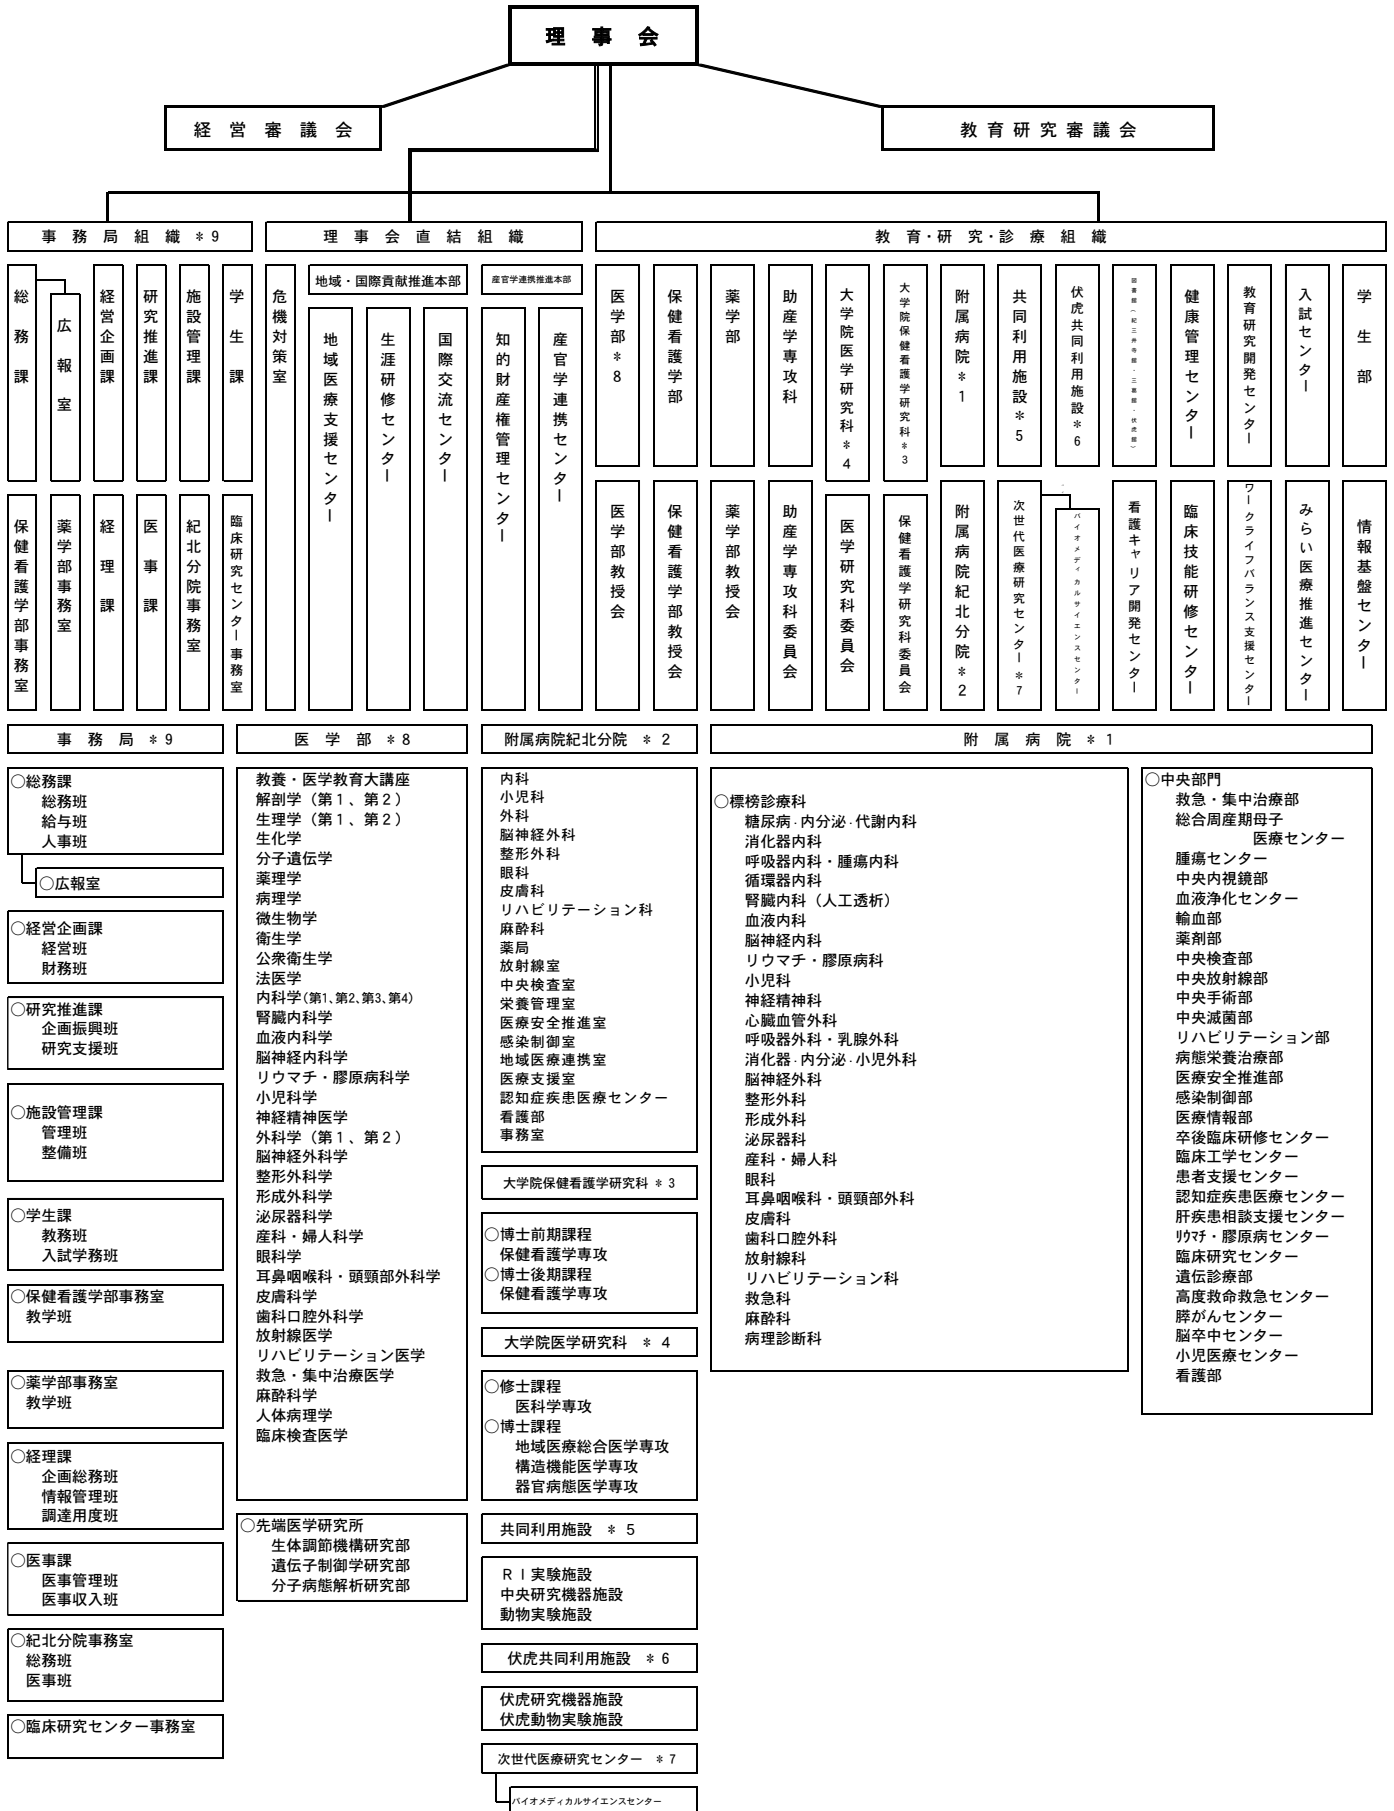 理 事 会
経 営 審 議 会
教 育 研 究 審 議 会
事 務 局 組 織 ＊ 9
理 事 会 直 結 組 織
教 育・研 究・診 療 組 織
総務課
広報室
経営企画課
研究推進課
施設管理課
学生課
危機対策室
地域・国際貢献推進本部
地域医療支援センター
生涯研修センター
国際交流センター
産官学連携推進本部
知的財産権管理センター
産官学連携センター
医学部＊8
保健看護学部
薬学部
助産学専攻科
大学院医学研究科＊4
大学院保健看護学研究科＊3
附属病院＊1
共同利用施設＊5
伏虎共同利用施設＊6
図書館（紀三井寺館・三葛館・伏虎館）
健康管理センター
教育研究開発センター
入試センター
学生部
保健看護学部事務室
薬学部事務室
経理課
医事課
紀北分院事務室
臨床研究センター事務室
医学部教授会
保健看護学部教授会
薬学部教授会
助産学専攻科委員会
医学研究科委員会
保健看護学研究科委員会
附属病院紀北分院＊2
次世代医療研究センター＊7
バイオメディカルサイエンスセンター
看護キャリア開発センター
臨床技能研修センター
ワークライフバランス支援センター
みらい医療推進センター
情報基盤センター
事 務 局 ＊ 9
○総務課
総務班
給与班
人事班
○広報室
○経営企画課
経営班
財務班
○研究推進課
企画振興班
研究支援班
○施設管理課
管理班
整備班
○学生課
教務班
入試学務班
○保健看護学部事務室
教学班
○薬学部事務室
教学班
○経理課
企画総務班
情報管理班
調達用度班
○医事課
医事管理班
医事収入班
○紀北分院事務室
総務班
医事班
○臨床研究センター事務室
医 学 部 ＊ 8
教養・医学教育大講座
解剖学（第１、第２）
生理学（第１、第２）
生化学
分子遺伝学
薬理学
病理学
微生物学
衛生学
公衆衛生学
法医学
内科学(第1、第2、第3、第4)
腎臓内科学
血液内科学
脳神経内科学
リウマチ・膠原病科学
小児科学
神経精神医学
外科学（第１、第２）
脳神経外科学
整形外科学
形成外科学
泌尿器科学
産科・婦人科学
眼科学
耳鼻咽喉科・頭頸部外科学
皮膚科学
歯科口腔外科学
放射線医学
リハビリテーション医学
救急・集中治療医学
麻酔科学
人体病理学
臨床検査医学
○先端医学研究所
生体調節機構研究部
遺伝子制御学研究部
分子病態解析研究部
附属病院紀北分院 ＊ 2
内科
小児科
外科
脳神経外科
整形外科
眼科
皮膚科
リハビリテーション科
麻酔科
薬局
放射線室
中央検査室
栄養管理室
医療安全推進室
感染制御室
地域医療連携室
医療支援室
認知症疾患医療センター
看護部
事務室
大学院保健看護学研究科 ＊ 3
○博士前期課程
保健看護学専攻
○博士後期課程
保健看護学専攻
大学院医学研究科 ＊ 4
○修士課程
医科学専攻
○博士課程
地域医療総合医学専攻
構造機能医学専攻
器官病態医学専攻
共同利用施設 ＊ 5
ＲＩ実験施設
中央研究機器施設
動物実験施設
伏虎共同利用施設 ＊ 6
伏虎研究機器施設
伏虎動物実験施設
次世代医療研究センター ＊ 7
バイオメディカルサイエンスセンター
附 属 病 院 ＊ 1
○標榜診療科
糖尿病・内分泌・代謝内科
消化器内科
呼吸器内科・腫瘍内科
循環器内科
腎臓内科（人工透析）
血液内科
脳神経内科
リウマチ・膠原病科
小児科
神経精神科
心臓血管外科
呼吸器外科・乳腺外科
消化器・内分泌・小児外科
脳神経外科
整形外科
形成外科
泌尿器科
産科・婦人科
眼科
耳鼻咽喉科・頭頸部外科
皮膚科
歯科口腔外科
放射線科
リハビリテーション科
救急科
麻酔科
病理診断科
○中央部門
救急・集中治療部
総合周産期母子
医療センター
腫瘍センター
中央内視鏡部
血液浄化センター
輸血部
薬剤部
中央検査部
中央放射線部
中央手術部
中央滅菌部
リハビリテーション部
病態栄養治療部
医療安全推進部
感染制御部
医療情報部
卒後臨床研修センター
臨床工学センター
患者支援センター
認知症疾患医療センター
肝疾患相談支援センター
ﾘｳﾏﾁ・膠原病センター
臨床研究センター
遺伝診療部
高度救命救急センター
膵がんセンター
脳卒中センター
小児医療センター
看護部